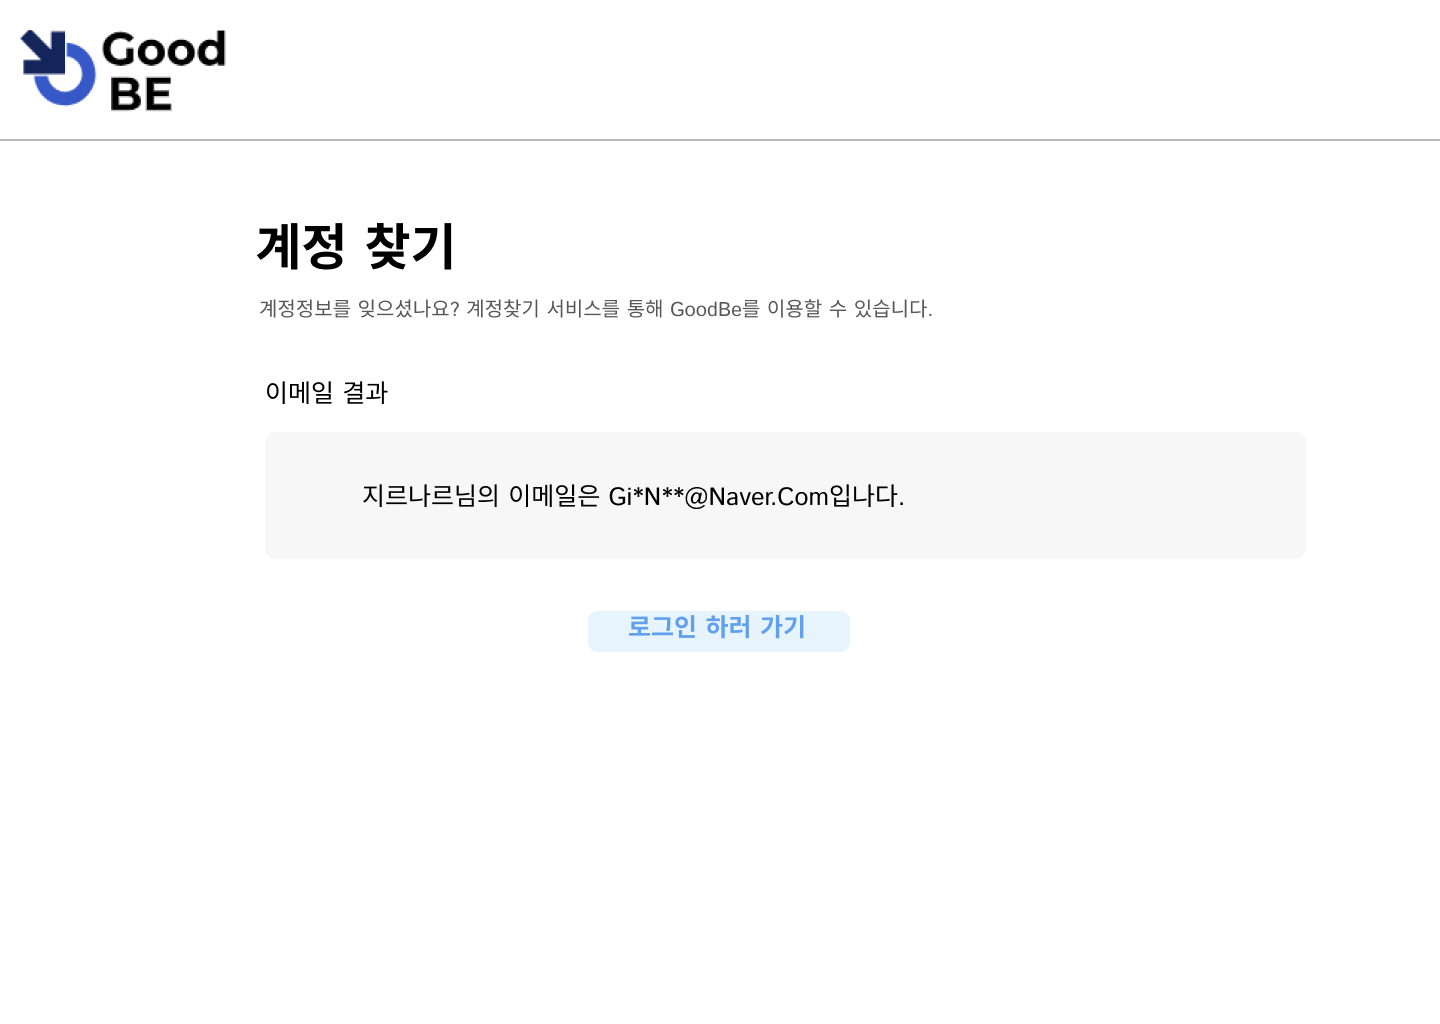 Good
BE
계정 찾기
계정정보를 잊으셨나요? 계정찾기 서비스를 통해 GoodBe를 이용할 수 있습니다.
이메일 결과
지르나르님의 이메일은 Gi*N**@Naver.Com입나다.
로그인 하러 가기